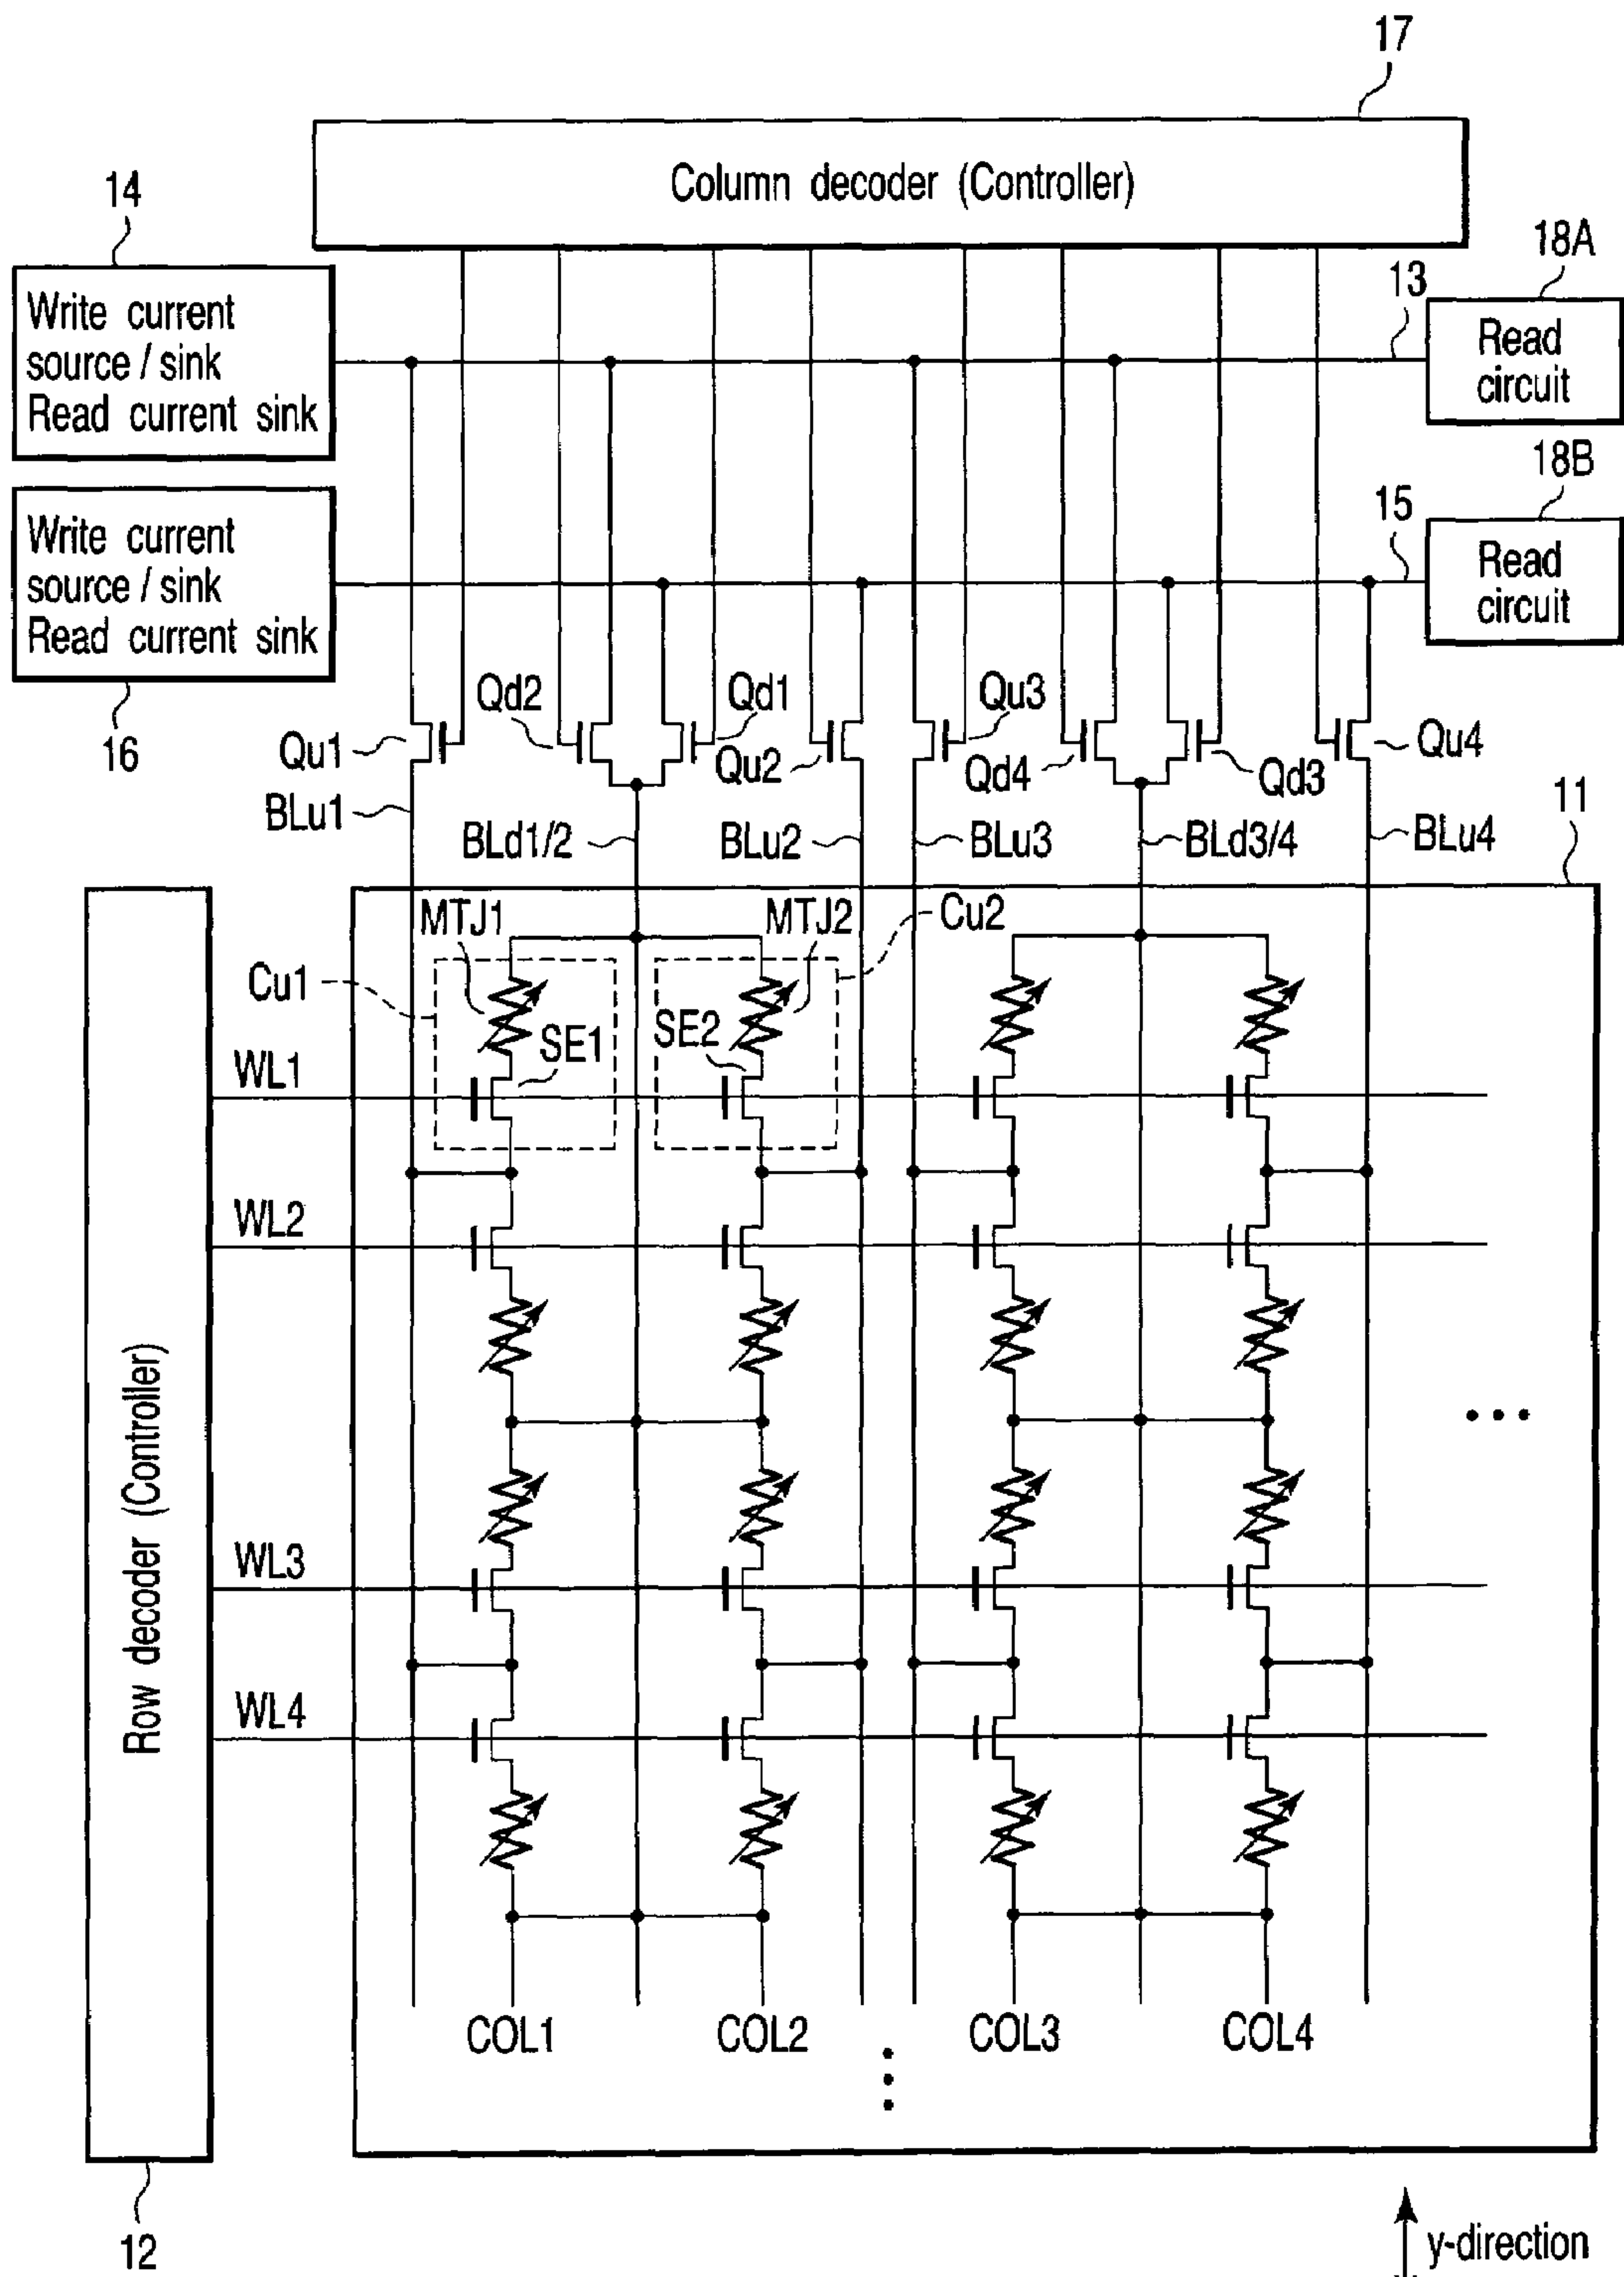 17
Column decoder (Controller)
14
18A
13
Write current
source / sink
Read current sink
Read
circuit
18B
15
Write current
source / sink
Read current sink
Read
circuit
16
Qu1
Qd2
Qd1
Qu2
Qu3
Qd4
Qd3
Qu4
BLu1
BLd1/2
BLu2
BLu3
BLd3/4
BLu4
11
MTJ1
MTJ2
Cu2
Cu1
SE1
SE2
WL1
WL2
WL3
WL4
Row decoder (Controller)
COL1
COL2
COL3
COL4
12
y-direction